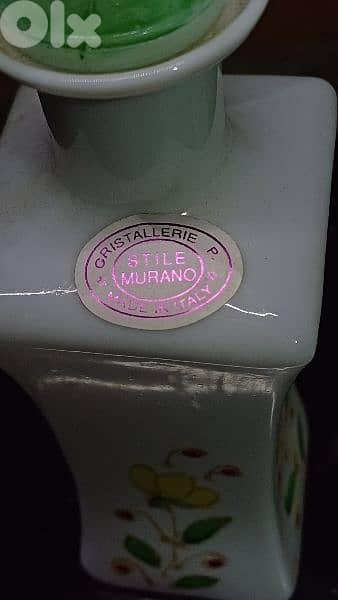 OLX
CRISTALLERIE P.
STILE
MURANO
MADE IN ITALY